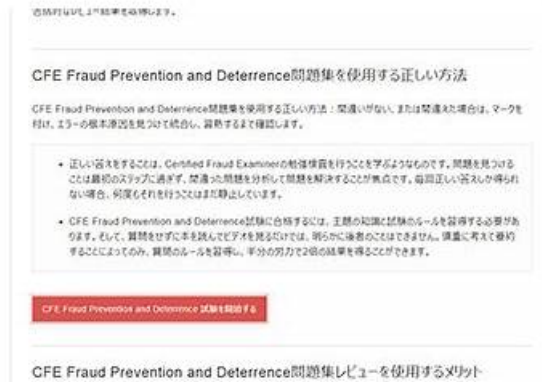 CFE Fraud Prevention and Deterrence問題集を使用する正しい方法
CFE Fraud Prevention and Deterrence問題集を使用する正しい方法：間違いがない、または間違えた場合は、マークを
付け、エラーの根本原因を見つけて統合し、習熟するまで確認します。
• 正しい答えをすることは、Certified Fraud Examinerの勉強検査を行うことを学ぶようなものです。問題を見つける
ことは最初のステップに過ぎず、間違った問題を分析して問題を解決することが焦点です。毎回正しい答えしか得られ
ない場合、何度もそれを行うことはまだ静止しています。
• CFE Fraud Prevention and Deterrence試験に合格するには、主題の知識と試験のルールを習得する必要があ
ります。そして、質問をせずに本を読んでビデオを見るだけでは、明らかに後者のことはできません。慎重に考えて要約
することによってのみ、質問のルールを習得し、半分の労力で2倍の結果を得ることができます。
CFE Fraud Prevention and Deterrence 試験を開始する
CFE Fraud Prevention and Deterrence問題集レビューを使用するメリット